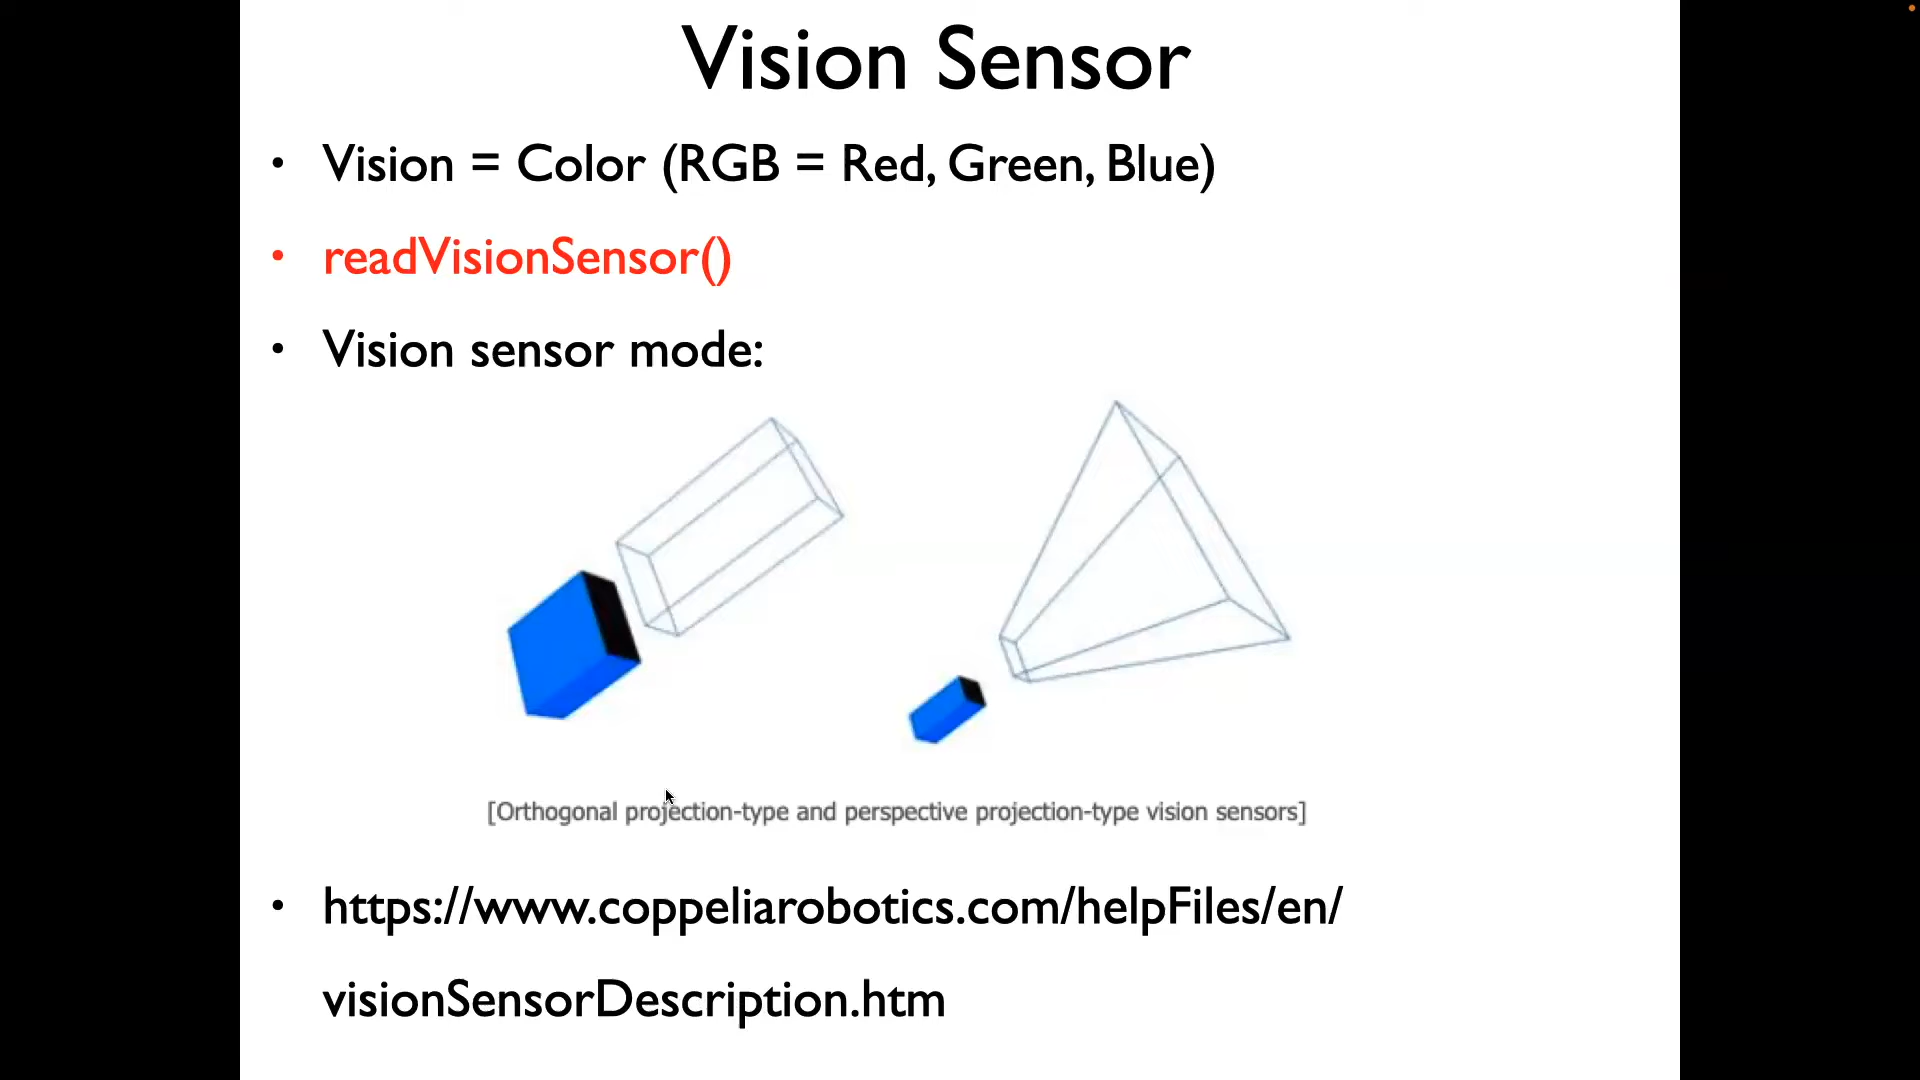 Vision Sensor
• Vision = Color (RGB = Red, Green, Blue)
• readVisionSensor()
• Vision sensor mode:
[Orthogonal projection-type and perspective projection-type vision sensors]
• https://www.coppeliarobotics.com/helpFiles/en/
visionSensorDescription.htm